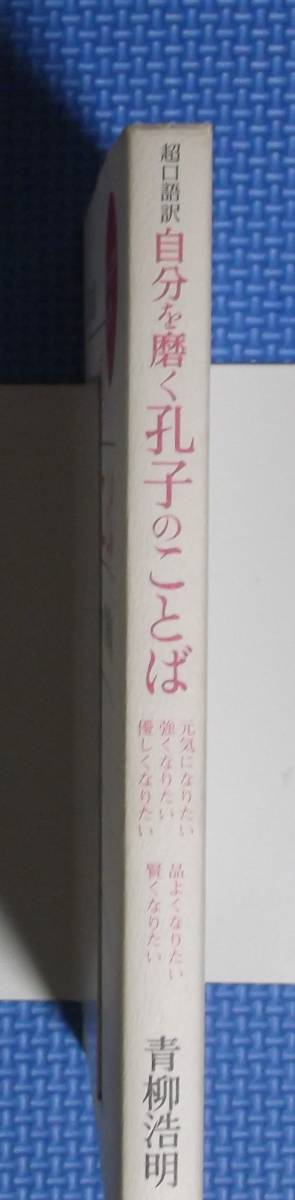 超口語訳
自分を磨く孔子のことば
元気になりたい
強くなりたい
優しくなりたい
品よくなりたい
賢くなりたい
青柳浩明